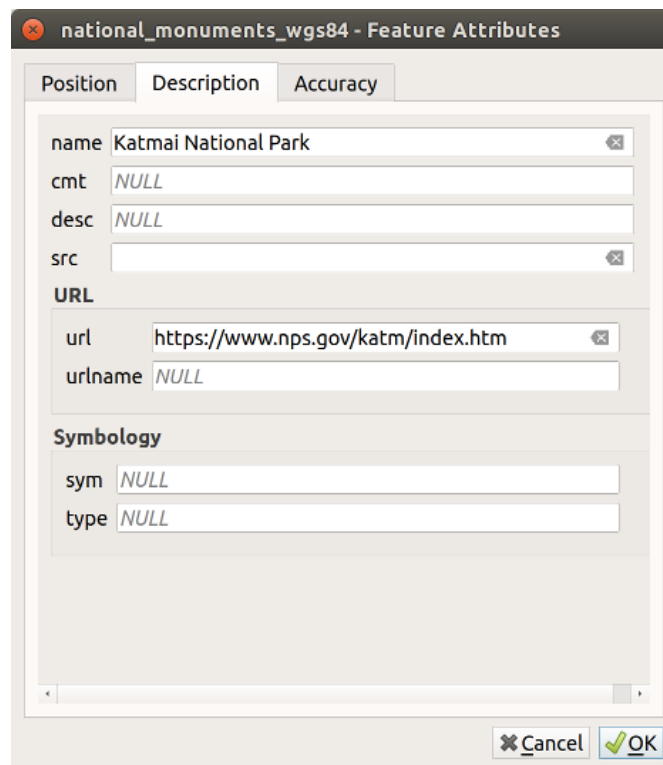 national_monuments_wgs84 - Feature Attributes
Position Description Accuracy
name Katmai National Park
cmt NULL
desc NULL
src
URL
url https://www.nps.gov/katm/index.htm
urlname NULL
Symbology
sym NULL
type NULL
Cancel OK